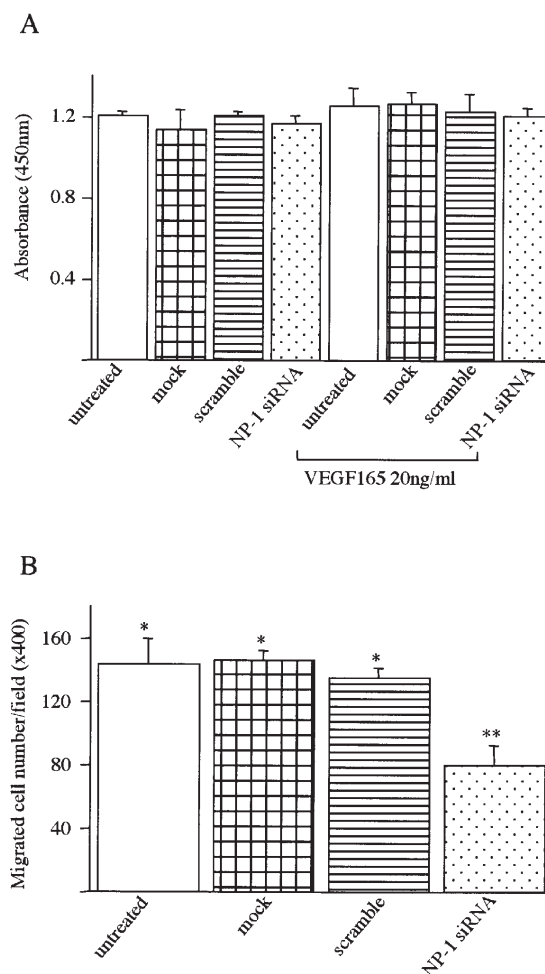 A
Absorbance (450nm)
1.2
0.8
0.4
untreated
mock
scramble
NP-1 siRNA
untreated
mock
scramble
NP-1 siRNA
VEGF165 20ng/ml
B
Migrated cell number/field (x400)
160
120
80
40
*
*
*
**
untreated
mock
scramble
NP-1 siRNA